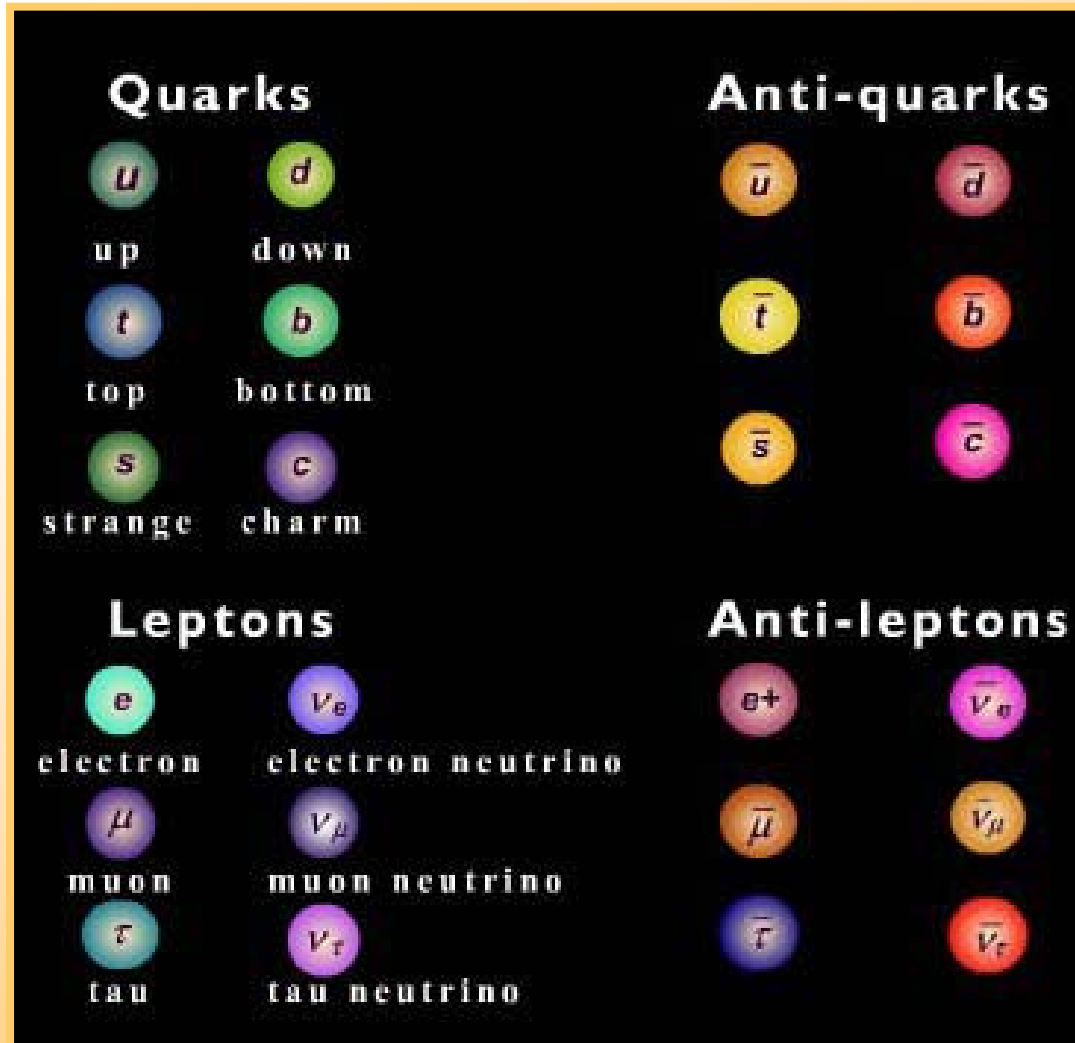 Quarks
u d
up down
t b
top bottom
s c
strange charm
Anti-quarks
u̅ d̅
t̅ b̅
s̅ c̅
Leptons
e νe
electron electron neutrino
μ νμ
muon muon neutrino
τ ντ
tau tau neutrino
Anti-leptons
e+ ν̅e
μ̅ ν̅μ
τ̅ ν̅τ